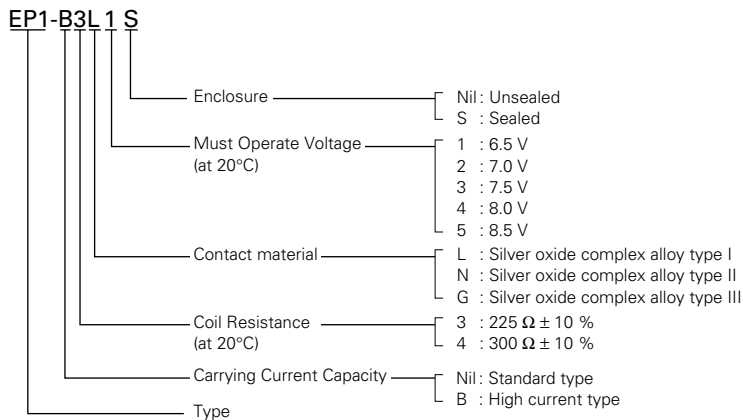 EP1-B3L1S
Enclosure
Nil : Unsealed
S : Sealed
Must Operate Voltage
(at 20°C)
1 : 6.5 V
2 : 7.0 V
3 : 7.5 V
4 : 8.0 V
5 : 8.5 V
Contact material
L : Silver oxide complex alloy type I
N : Silver oxide complex alloy type II
G : Silver oxide complex alloy type III
Coil Resistance
(at 20°C)
3 : 225 Ω ± 10 %
4 : 300 Ω ± 10 %
Carrying Current Capacity
Nil : Standard type
B : High current type
Type